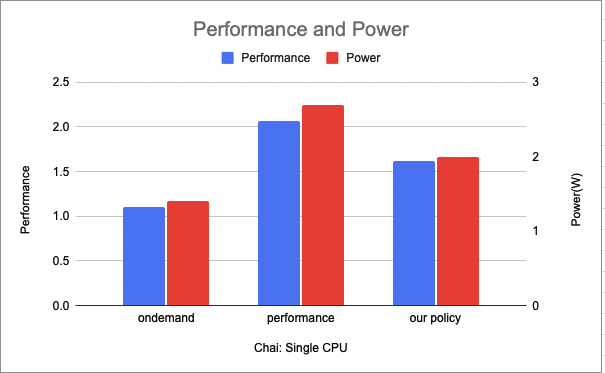 Performance and Power
Performance Power
2.5 3
2.0
1.5 2
1.0
1
0.5
0.0 0
Performance
Power(W)
ondemand performance our policy
Chai: Single CPU